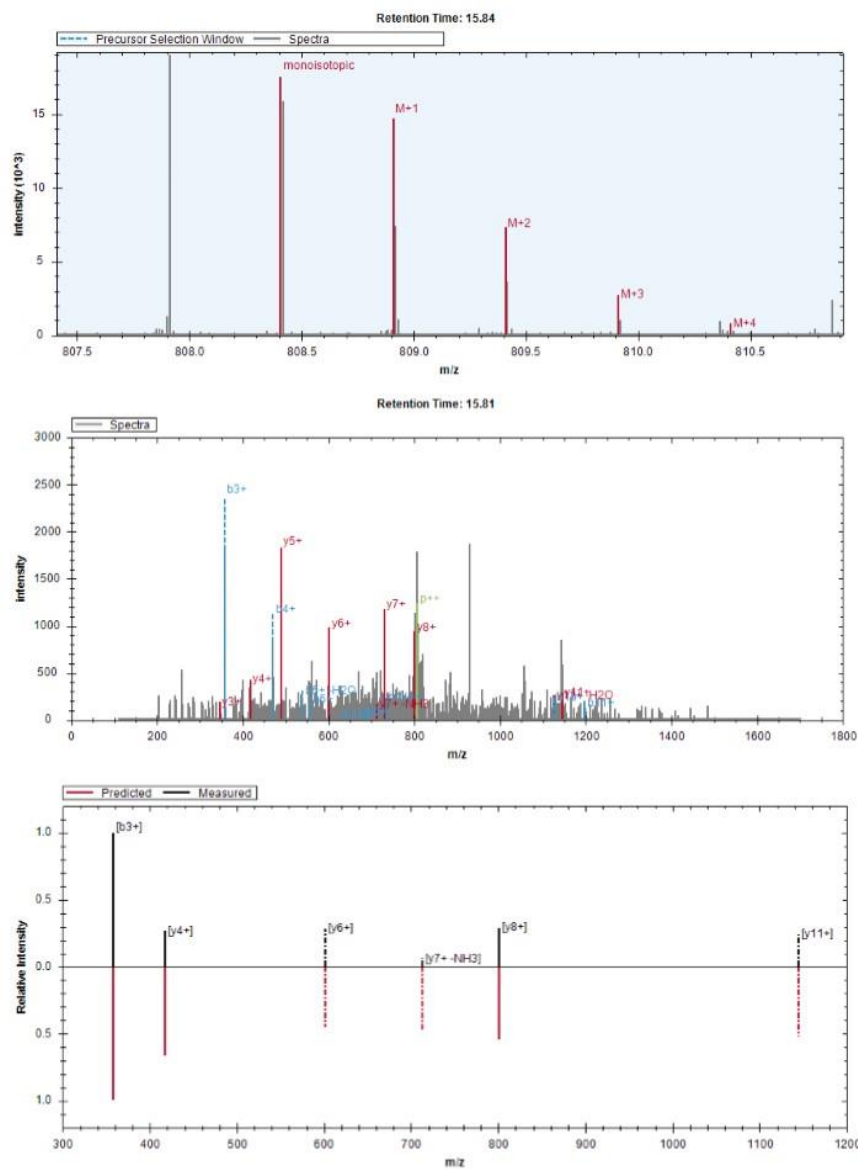 Retention Time: 15.84
Precursor Selection Window Spectra
monoisotopic
M+1
M+2
M+3
M+4
intensity (10^3)
15
10
5
0
807.5 808.0 808.5 809.0 809.5 810.0 810.5
m/z
Retention Time: 15.81
Spectra
intensity
3000
2500
2000
1500
1000
500
0
b3+
y5+
b4+
y7+
p++
y6+
y8+
y4+
y3+
0 200 400 600 800 1000 1200 1400 1600 1800
m/z
Predicted Measured
Relative Intensity
1.0
0.5
0.0
0.5
1.0
[b3+]
[y4+]
[y6+]
[y7+ -NH3]
[y8+]
[y11+]
300 400 500 600 700 800 900 1000 1100 1200
m/z